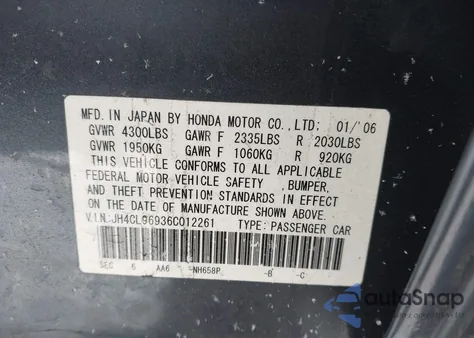 MFD. IN JAPAN BY HONDA MOTOR CO., LTD: 01/'06
GVWR 4300LBS GAWR F 2335LBS R 2030LBS
GVWR 1950KG GAWR F 1060KG R 920KG
THIS VEHICLE CONFORMS TO ALL APPLICABLE
FEDERAL MOTOR VEHICLE SAFETY , BUMPER,
AND THEFT PREVENTION STANDARDS IN EFFECT
ON THE DATE OF MANUFACTURE SHOWN ABOVE.
V.I.N: JH4CL96936C012261 TYPE: PASSENGER CAR
SEC 6 AA6 -NH658P -B -C
autoSnap